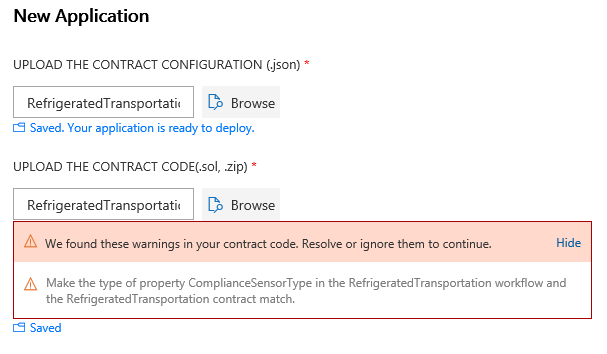 New Application
UPLOAD THE CONTRACT CONFIGURATION (.json) *
RefrigeratedTransportatic Browse
Saved. Your application is ready to deploy.
UPLOAD THE CONTRACT CODE(.sol, .zip) *
RefrigeratedTransportatic Browse
We found these warnings in your contract code. Resolve or ignore them to continue. Hide
Make the type of property ComplianceSensorType in the RefrigeratedTransportation workflow and
the RefrigeratedTransportation contract match.
Saved